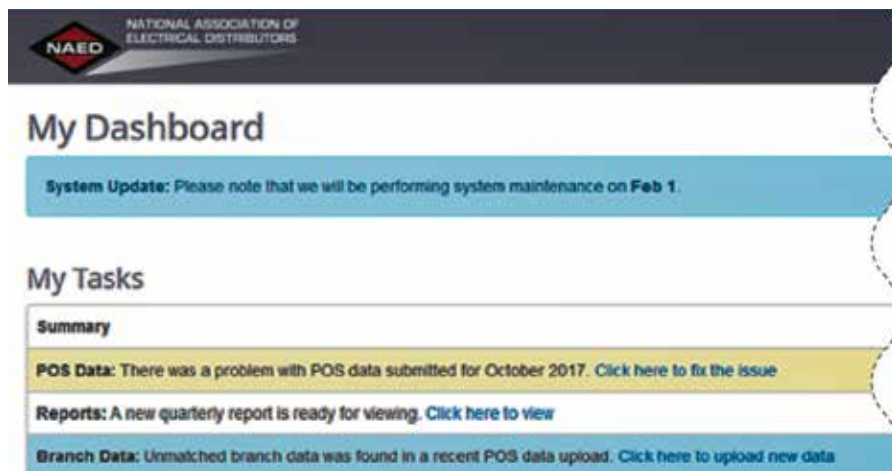 NAED
NATIONAL ASSOCIATION OF
ELECTRICAL DISTRIBUTORS
My Dashboard
System Update: Please note that we will be performing system maintenance on Feb 1.
My Tasks
Summary
POS Data: There was a problem with POS data submitted for October 2017. Click here to fix the issue
Reports: A new quarterly report is ready for viewing. Click here to view
Branch Data: Unmatched branch data was found in a recent POS data upload. Click here to upload new data